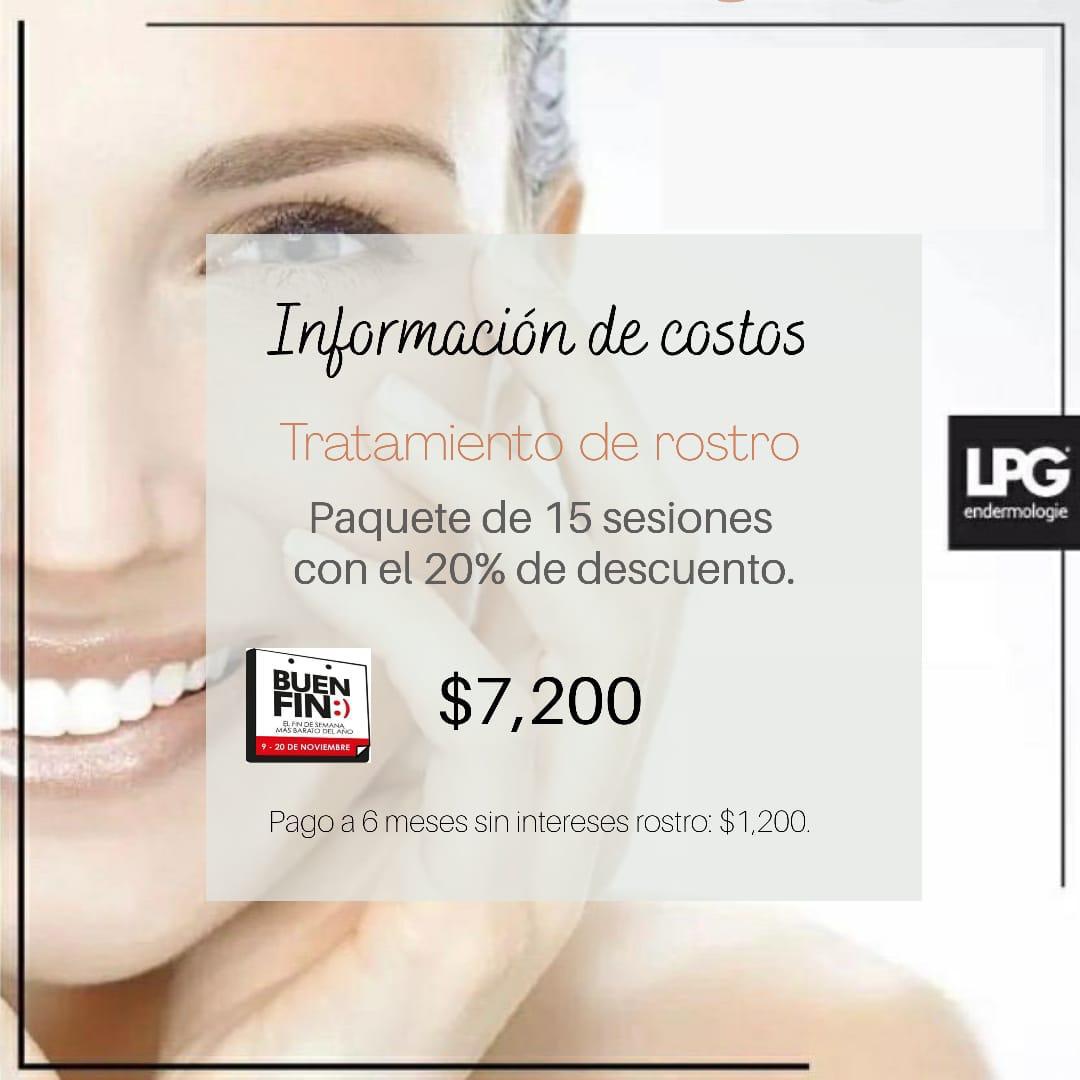 Información de costos
Tratamiento de rostro
LPG
endermologie
Paquete de 15 sesiones
con el 20% de descuento.
BUEN
FIN:)
EL FIN DE SEMANA
MÁS BARATO DEL AÑO
9 - 20 DE NOVIEMBRE
$7,200
Pago a 6 meses sin intereses rostro: $1,200.